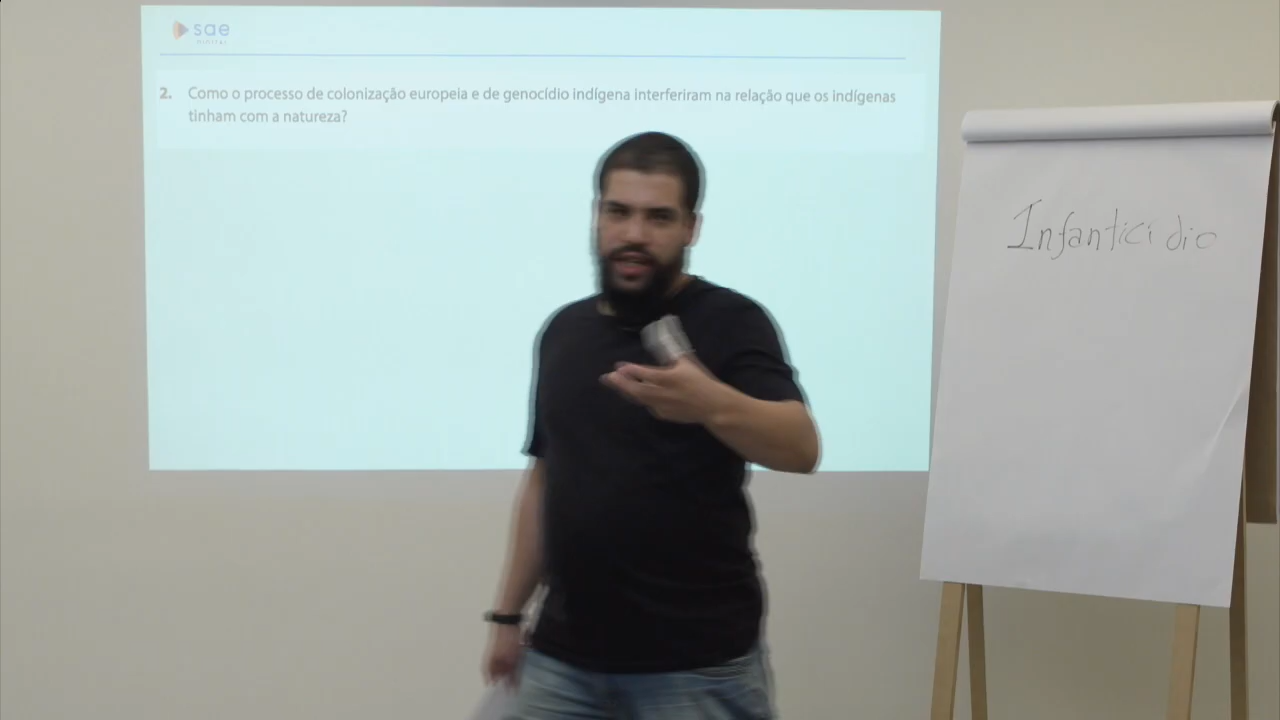 sae
2. Como o processo de colonização europeia e de genocídio indígena interferiram na relação que os indígenas
tinham com a natureza?
Infanticídio